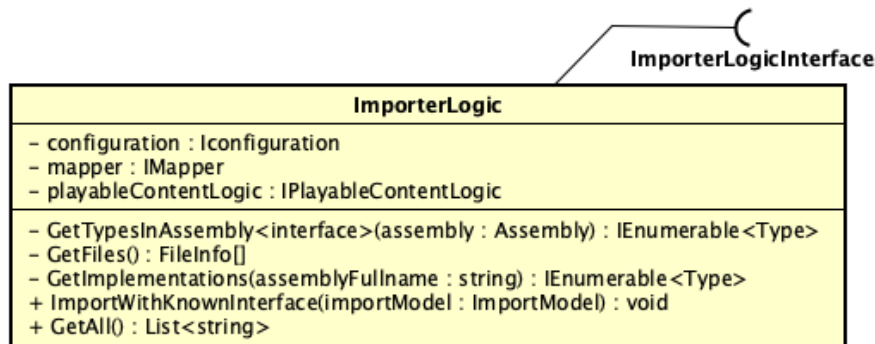 ImporterLogicInterface
ImporterLogic
- configuration : Iconfiguration
- mapper : IMapper
- playableContentLogic : IPlayableContentLogic
- GetTypesInAssembly<interface>(assembly : Assembly) : IEnumerable<Type>
- GetFiles() : FileInfo[]
- GetImplementations(assemblyFullname : string) : IEnumerable<Type>
+ ImportWithKnownInterface(importModel : ImportModel) : void
+ GetAll() : List<string>